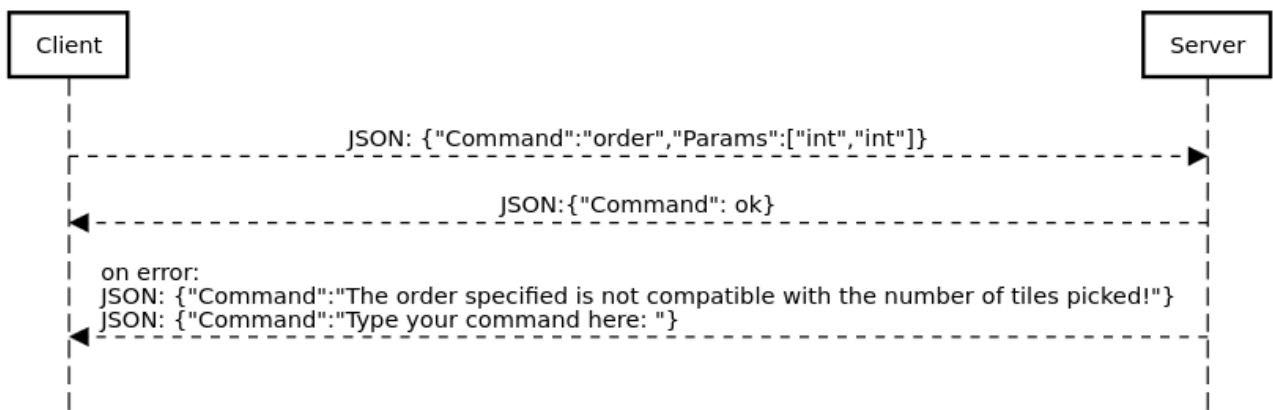 Client
Server
JSON: {"Command":"order","Params":["int","int"]}
JSON:{"Command": ok}
on error:
JSON: {"Command":"The order specified is not compatible with the number of tiles picked!"}
JSON: {"Command":"Type your command here: "}